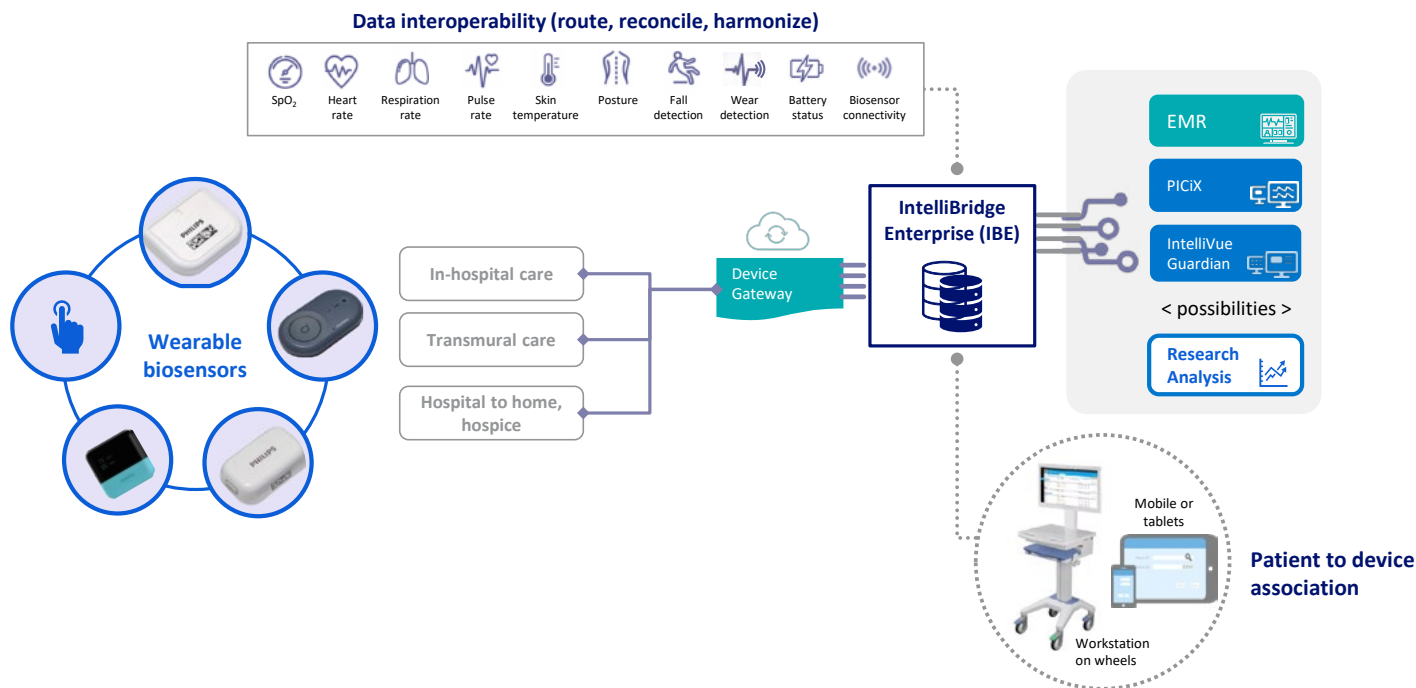 Data interoperability (route, reconcile, harmonize)
SpO₂
Heart
rate
Respiration
rate
Pulse
rate
Skin
temperature
Posture
Fall
detection
Wear
detection
Battery
status
Biosensor
connectivity
PHILIPS
Wearable
biosensors
PHILIPS
In-hospital care
Transmural care
Hospital to home,
hospice
Device
Gateway
IntelliBridge
Enterprise (IBE)
EMR
PICiX
IntelliVue
Guardian
< possibilities >
Research
Analysis
Mobile or
tablets
Workstation
on wheels
Patient to device
association